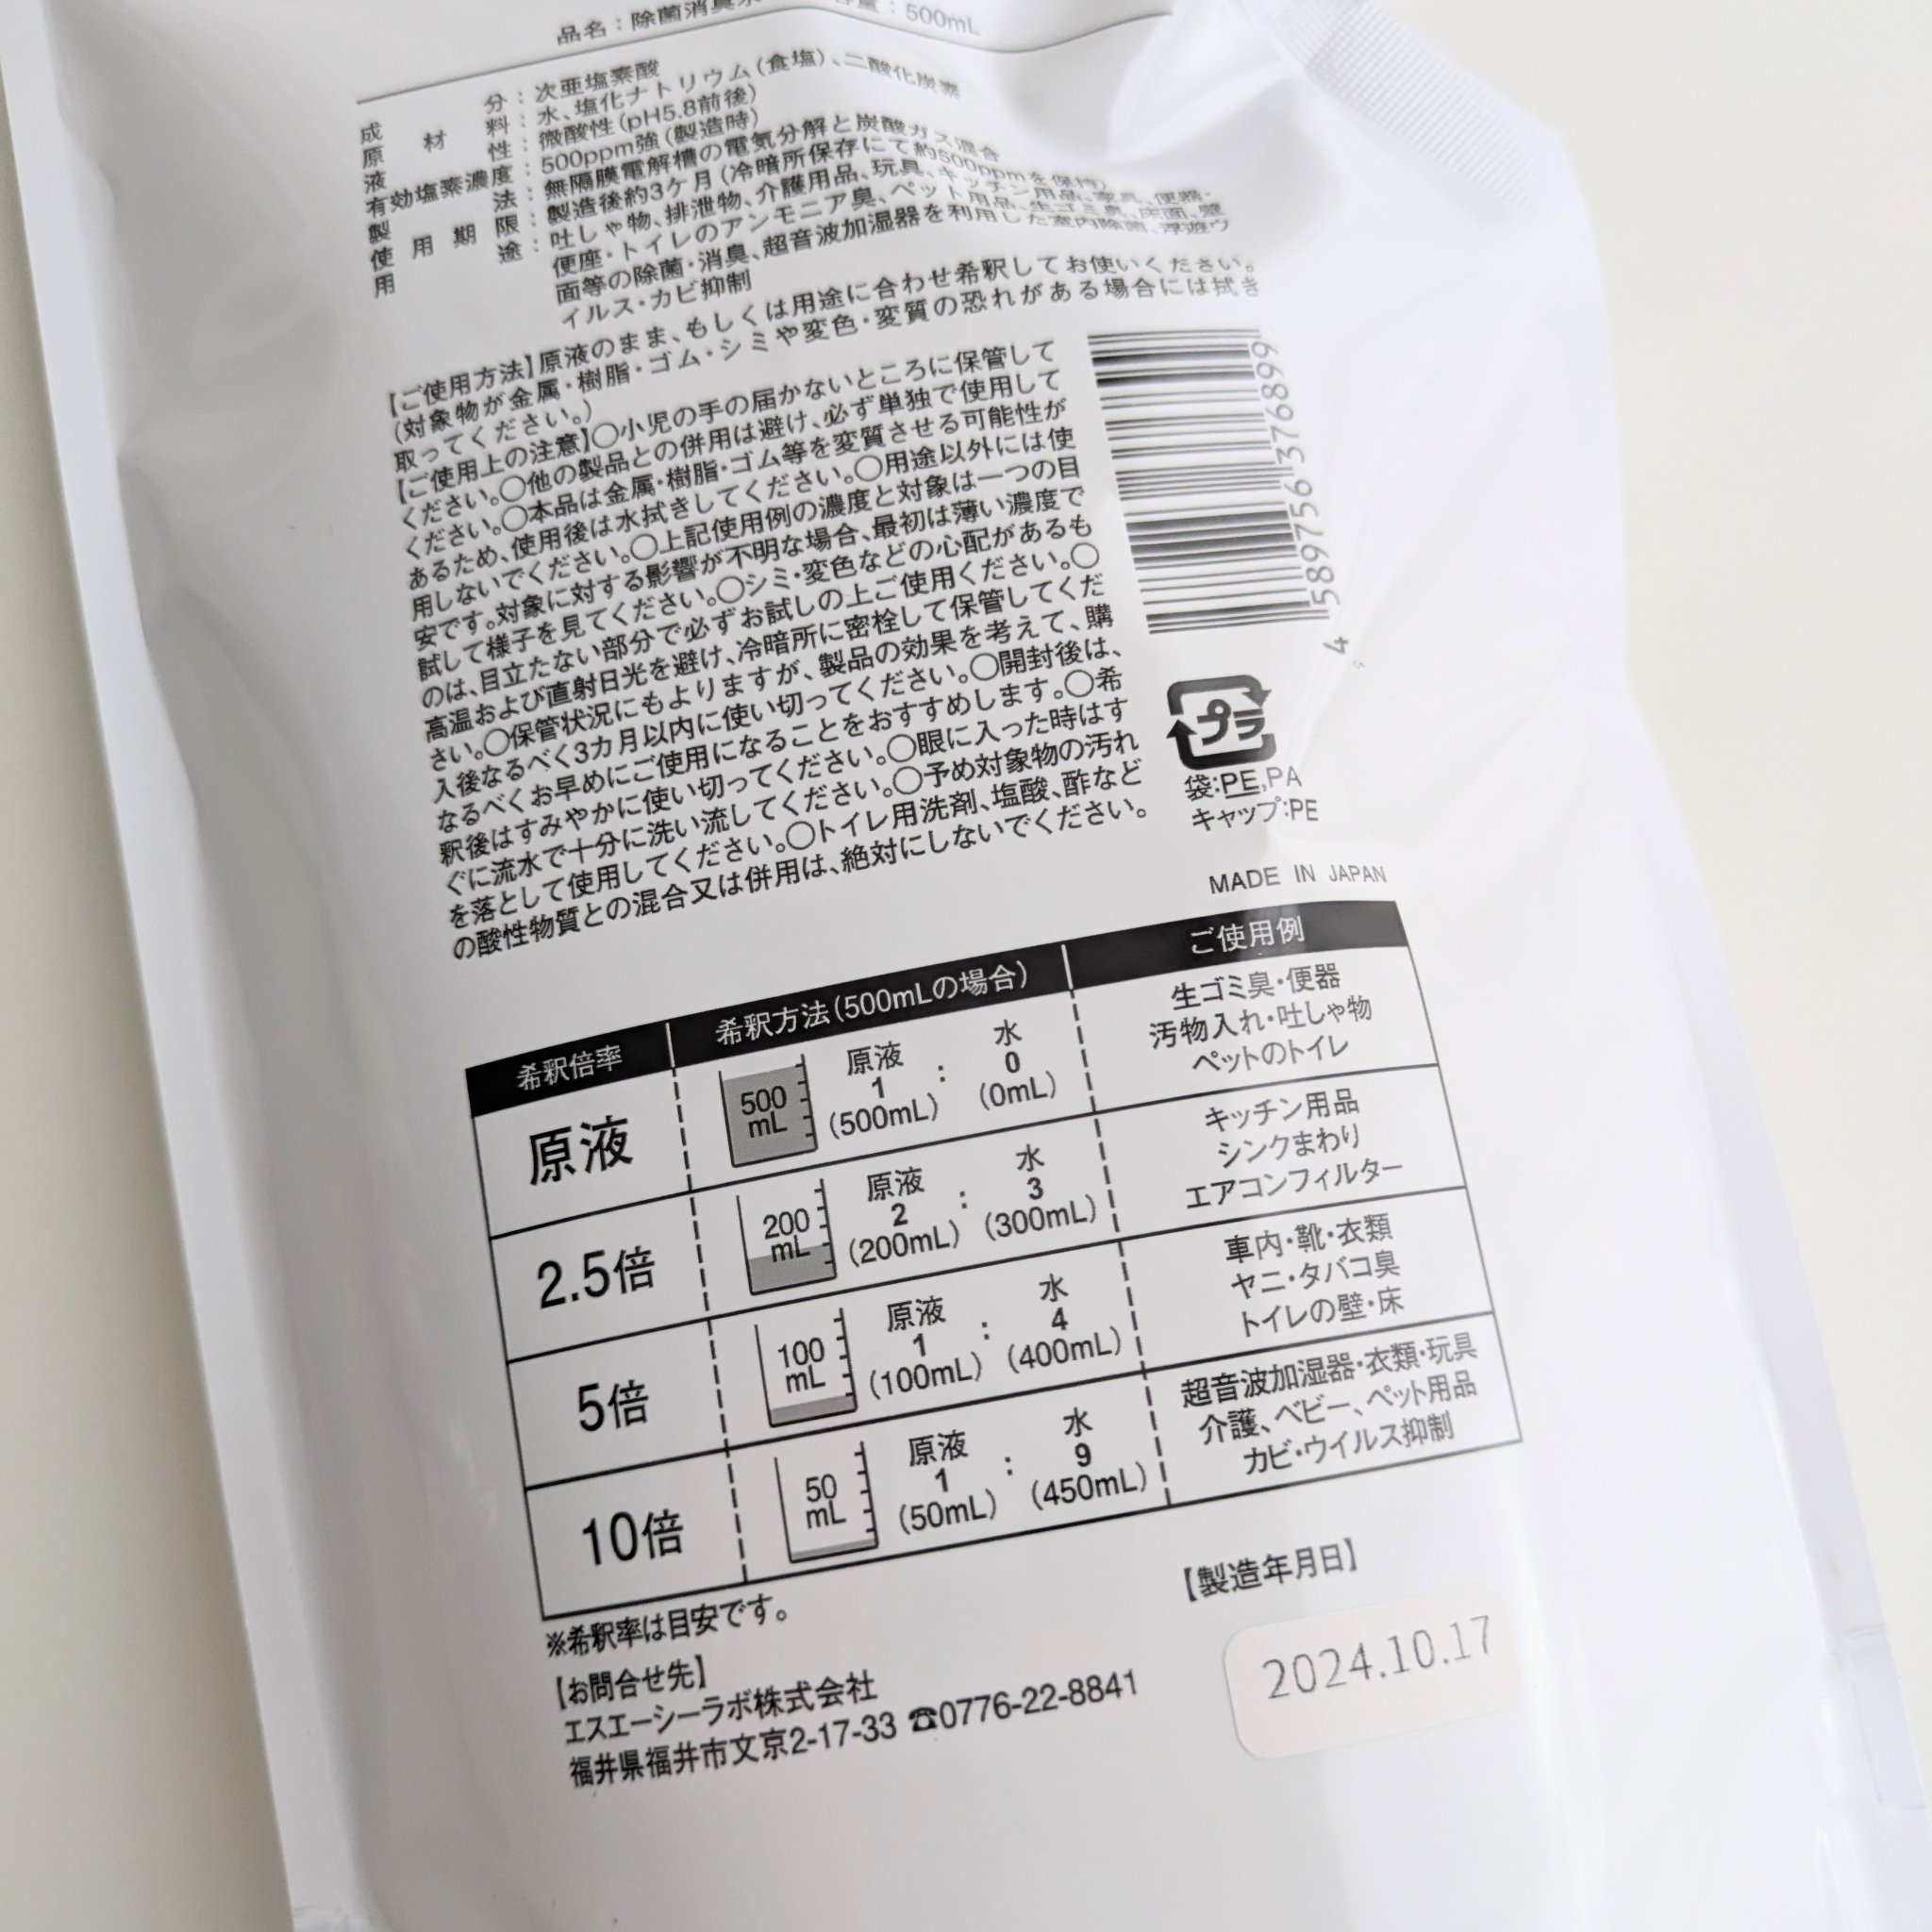 品名：除菌消臭水 容量：500mL
成分：次亜塩素酸
原材料：水、塩化ナトリウム（食塩）、二酸化炭素
液性：微酸性（pH5.8前後）
有効塩素濃度：500ppm強（製造時）
製法：無隔膜電解槽の電気分解と炭酸ガス混合
使用期限：製造後約3ケ月（冷暗所保存にて約500ppmを保持）
用途：吐しゃ物、排泄物、介護用品、玩具、キッチン用品、家具、便器・
便座・トイレのアンモニア臭、ペット用品、生ゴミ臭、床面、壁
面等の除菌・消臭、超音波加湿器を利用した室内除菌、浮遊ウ
イルス・カビ抑制
【ご使用方法】原液のまま、もしくは用途に合わせ希釈してお使いください。
（対象物が金属・樹脂・ゴム・シミや変色・変質の恐れがある場合には拭き
取ってください。）
【ご使用上の注意】〇小児の手の届かないところに保管して
ください。〇他の製品との併用は避け、必ず単独で使用して
ください。〇本品は金属・樹脂・ゴム等を変質させる可能性が
あるため、使用後は水拭きしてください。〇用途以外には使
用しないでください。〇上記使用例の濃度と対象は一つの目
安です。対象に対する影響が不明な場合、最初は薄い濃度で
試して様子を見てください。〇シミ・変色などの心配があるも
のは、目立たない部分で必ずお試しの上ご使用ください。〇
高温および直射日光を避け、冷暗所に密栓して保管してくだ
さい。〇保管状況にもよりますが、製品の効果を考えて、購
入後なるべく3カ月以内に使い切ってください。〇開封後は、
なるべくお早めにご使用になることをおすすめします。〇希
釈後はすみやかに使い切ってください。〇眼に入った時はす
ぐに流水で十分に洗い流してください。〇予め対象物の汚れ
を落として使用してください。〇トイレ用洗剤、塩酸、酢など
の酸性物質との混合又は併用は、絶対にしないでください。
4 589756 376899
プラ
袋:PE,PA
キャップ:PE
MADE IN JAPAN
希釈倍率 希釈方法（500mLの場合） ご使用例
原液 500 mL 原液 1 (500mL) ： 水 0 (0mL)
生ゴミ臭・便器
汚物入れ・吐しゃ物
ペットのトイレ
2.5倍 200 mL 原液 2 (200mL) ： 水 3 (300mL)
キッチン用品
シンクまわり
エアコンフィルター
5倍 100 mL 原液 1 (100mL) ： 水 4 (400mL)
車内・靴・衣類
ヤニ・タバコ臭
トイレの壁・床
10倍 50 mL 原液 1 (50mL) ： 水 9 (450mL)
超音波加湿器・衣類・玩具
介護、ベビー、ペット用品
カビ・ウイルス抑制
※希釈率は目安です。
【製造年月日】
2024.10.17
【お問合せ先】
エスエーシーラボ株式会社
福井県福井市文京2-17-33 ☎0776-22-8841